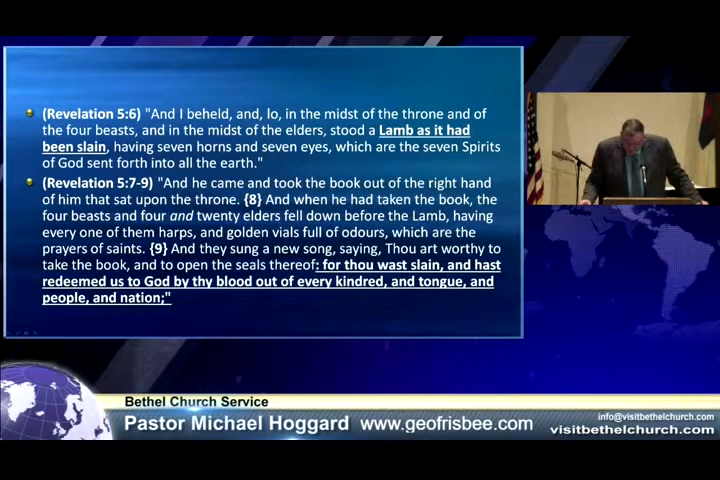 (Revelation 5:6) "And I beheld, and, lo, in the midst of the throne and of
the four beasts, and in the midst of the elders, stood a Lamb as it had
been slain, having seven horns and seven eyes, which are the seven Spirits
of God sent forth into all the earth."
(Revelation 5:7-9) "And he came and took the book out of the right hand
of him that sat upon the throne. {8} And when he had taken the book, the
four beasts and four and twenty elders fell down before the Lamb, having
every one of them harps, and golden vials full of odours, which are the
prayers of saints. {9} And they sung a new song, saying, Thou art worthy to
take the book, and to open the seals thereof: for thou wast slain, and hast
redeemed us to God by thy blood out of every kindred, and tongue, and
people, and nation;"
Bethel Church Service
Pastor Michael Hoggard www.geofrisbee.com
info@visitbethelchurch.com
visitbethelchurch.com